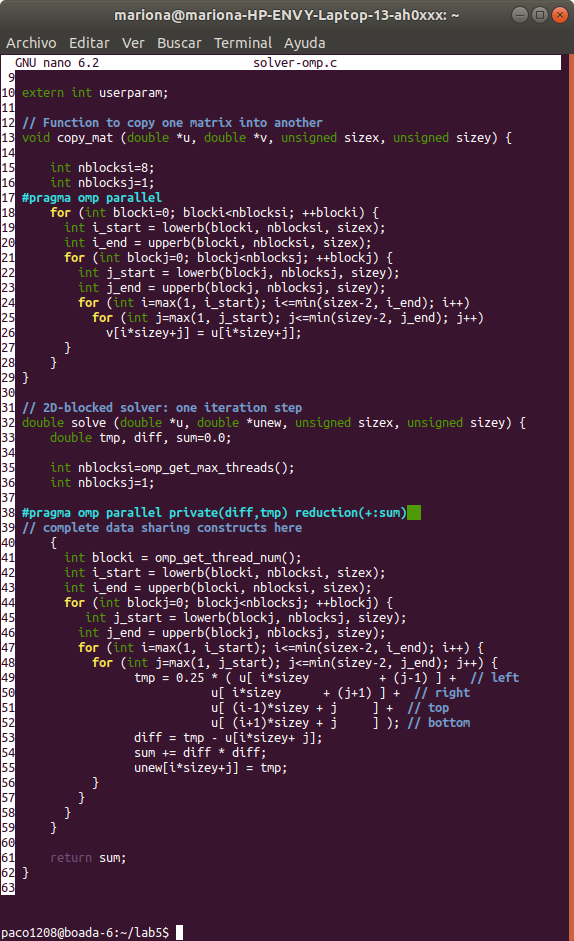 mariona@mariona-HP-ENVY-Laptop-13-ah0xxx: ~
Archivo Editar Ver Buscar Terminal Ayuda
GNU nano 6.2 solver-omp.c
9
10 extern int userparam;
11
12 // Function to copy one matrix into another
13 void copy_mat (double *u, double *v, unsigned sizex, unsigned sizey) {
14
15 int nblocksi=8;
16 int nblocksj=1;
17 #pragma omp parallel
18 for (int blocki=0; blocki<nblocksi; ++blocki) {
19 int i_start = lowerb(blocki, nblocksi, sizex);
20 int i_end = upperb(blocki, nblocksi, sizex);
21 for (int blockj=0; blockj<nblocksj; ++blockj) {
22 int j_start = lowerb(blockj, nblocksj, sizey);
23 int j_end = upperb(blockj, nblocksj, sizey);
24 for (int i=max(1, i_start); i<=min(sizex-2, i_end); i++)
25 for (int j=max(1, j_start); j<=min(sizey-2, j_end); j++)
26 v[i*sizey+j] = u[i*sizey+j];
27 }
28 }
29 }
30
31 // 2D-blocked solver: one iteration step
32 double solve (double *u, double *unew, unsigned sizex, unsigned sizey) {
33 double tmp, diff, sum=0.0;
34
35 int nblocksi=omp_get_max_threads();
36 int nblocksj=1;
37
38 #pragma omp parallel private(diff,tmp) reduction(+:sum)
39 // complete data sharing constructs here
40 {
41 int blocki = omp_get_thread_num();
42 int i_start = lowerb(blocki, nblocksi, sizex);
43 int i_end = upperb(blocki, nblocksi, sizex);
44 for (int blockj=0; blockj<nblocksj; ++blockj) {
45 int j_start = lowerb(blockj, nblocksj, sizey);
46 int j_end = upperb(blockj, nblocksj, sizey);
47 for (int i=max(1, i_start); i<=min(sizex-2, i_end); i++) {
48 for (int j=max(1, j_start); j<=min(sizey-2, j_end); j++) {
49 tmp = 0.25 * ( u[ i*sizey + (j-1) ] + // left
50 u[ i*sizey + (j+1) ] + // right
51 u[ (i-1)*sizey + j ] + // top
52 u[ (i+1)*sizey + j ] ); // bottom
53 diff = tmp - u[i*sizey+ j];
54 sum += diff * diff;
55 unew[i*sizey+j] = tmp;
56 }
57 }
58 }
59 }
60
61 return sum;
62 }
63
paco1208@boada-6:~/lab5$